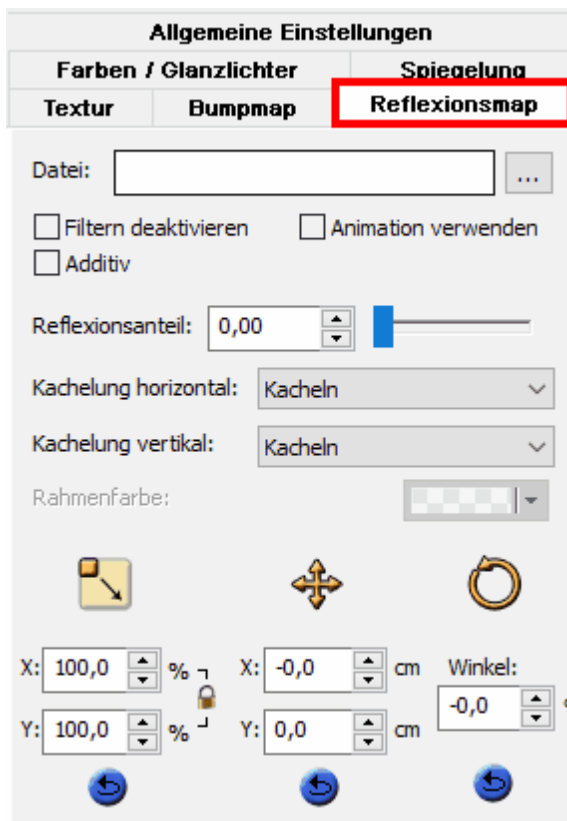 Allgemeine Einstellungen
Farben / Glanzlichter Spiegelung
Textur Bumpmap Reflexionsmap
Datei: ...
Filtern deaktivieren Animation verwenden
Additiv
Reflexionsanteil: 0,00
Kachelung horizontal: Kacheln
Kachelung vertikal: Kacheln
Rahmenfarbe:
X: 100,0 % X: -0,0 cm Winkel:
-0,0 °
Y: 100,0 % Y: 0,0 cm